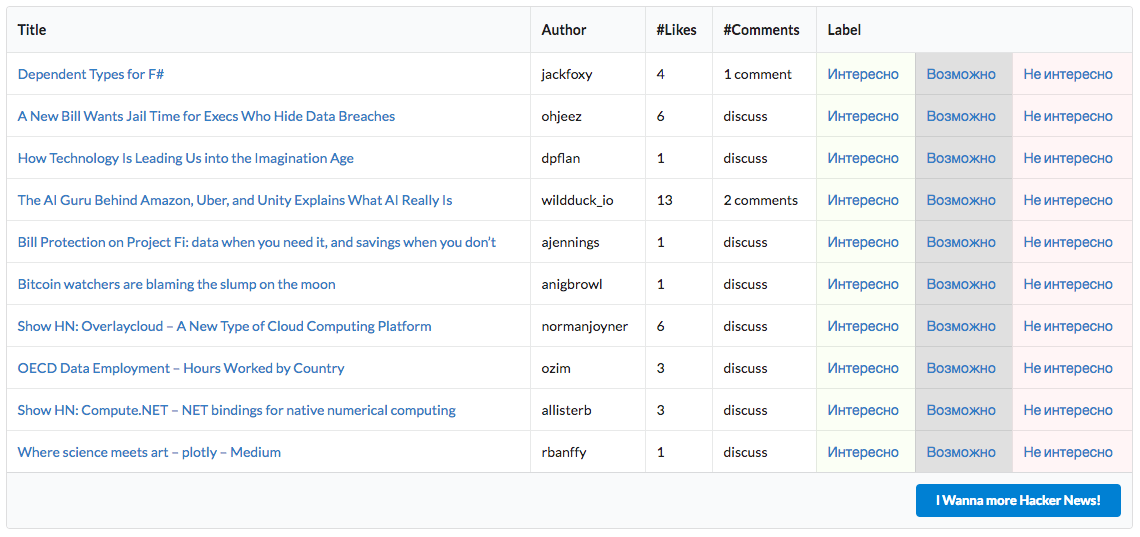 Title Author #Likes #Comments Label
Dependent Types for F# jackfoxy 4 1 comment Интересно Возможно Не интересно
A New Bill Wants Jail Time for Execs Who Hide Data Breaches ohjeez 6 discuss Интересно Возможно Не интересно
How Technology Is Leading Us into the Imagination Age dpflan 1 discuss Интересно Возможно Не интересно
The AI Guru Behind Amazon, Uber, and Unity Explains What AI Really Is wildduck_io 13 2 comments Интересно Возможно Не интересно
Bill Protection on Project Fi: data when you need it, and savings when you don’t ajennings 1 discuss Интересно Возможно Не интересно
Bitcoin watchers are blaming the slump on the moon anigbrowl 1 discuss Интересно Возможно Не интересно
Show HN: Overlaycloud – A New Type of Cloud Computing Platform normanjoyner 6 discuss Интересно Возможно Не интересно
OECD Data Employment – Hours Worked by Country ozim 3 discuss Интересно Возможно Не интересно
Show HN: Compute.NET – NET bindings for native numerical computing allisterb 3 discuss Интересно Возможно Не интересно
Where science meets art – plotly – Medium rbanffy 1 discuss Интересно Возможно Не интересно
I Wanna more Hacker News!